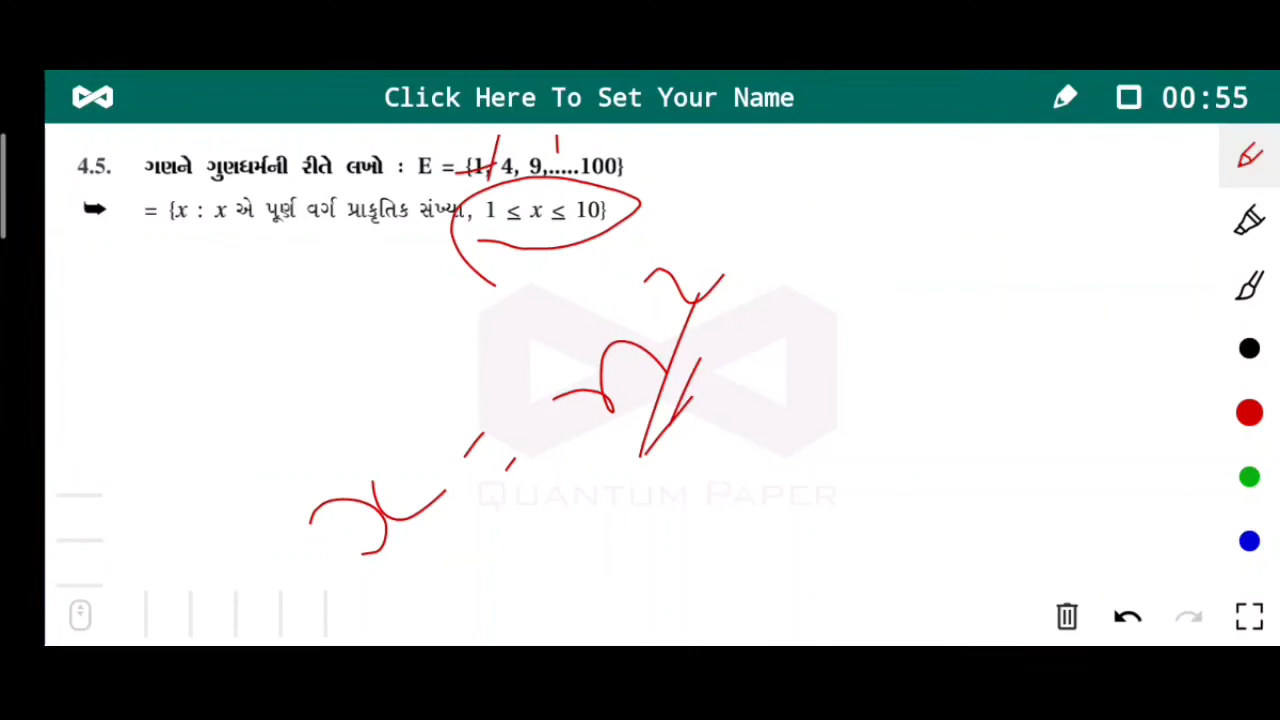 Click Here To Set Your Name
00:55
4.5. ગણને ગુણધર્મની રીતે લખો : E = {1, 4, 9,.....100}
= {x : x એ પૂર્ણ વર્ગ પ્રાકૃતિક સંખ્યા, 1 ≤ x ≤ 10}
QUANTUM PAPER